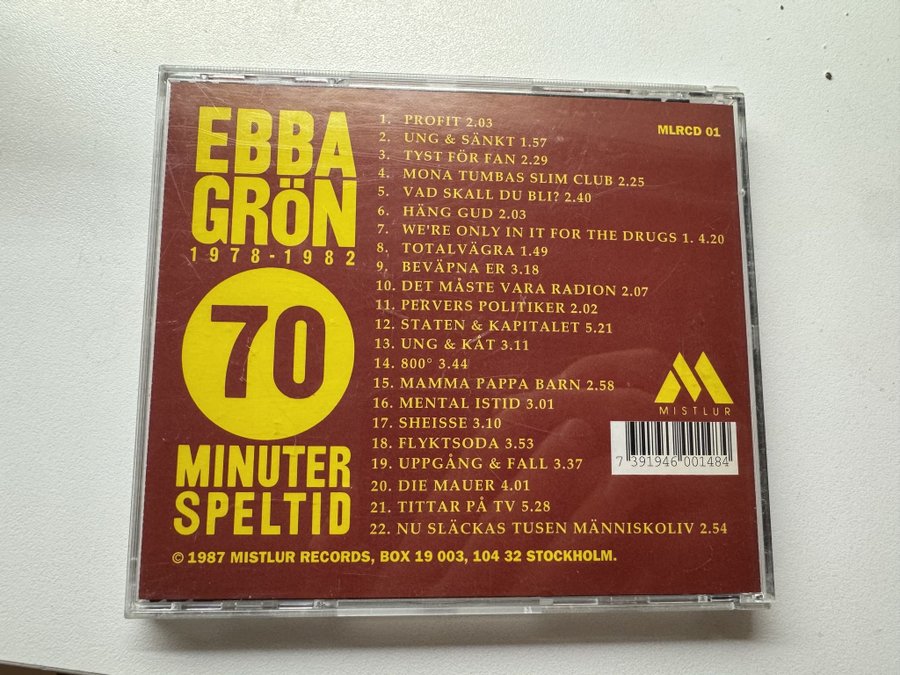 EBBA
GRÖN
1978-1982
70
MINUTER
SPELTID
1. PROFIT 2.03
2. UNG & SÄNKT 1.57
3. TYST FÖR FAN 2.29
4. MONA TUMBAS SLIM CLUB 2.25
5. VAD SKALL DU BLI? 2.40
6. HÄNG GUD 2.03
7. WE'RE ONLY IN IT FOR THE DRUGS 1. 4.20
8. TOTALVÄGRA 1.49
9. BEVÄPNA ER 3.18
10. DET MÅSTE VARA RADION 2.07
11. PERVERS POLITIKER 2.02
12. STATEN & KAPITALET 5.21
13. UNG & KÅT 3.11
14. 800° 3.44
15. MAMMA PAPPA BARN 2.58
16. MENTAL ISTID 3.01
17. SHEISSE 3.10
18. FLYKTSODA 3.53
19. UPPGÅNG & FALL 3.37
20. DIE MAUER 4.01
21. TITTAR PÅ TV 5.28
22. NU SLÄCKAS TUSEN MÄNNISKOLIV 2.54
MLRCD 01
MISTLUR
7 391946 001484
© 1987 MISTLUR RECORDS, BOX 19 003, 104 32 STOCKHOLM.